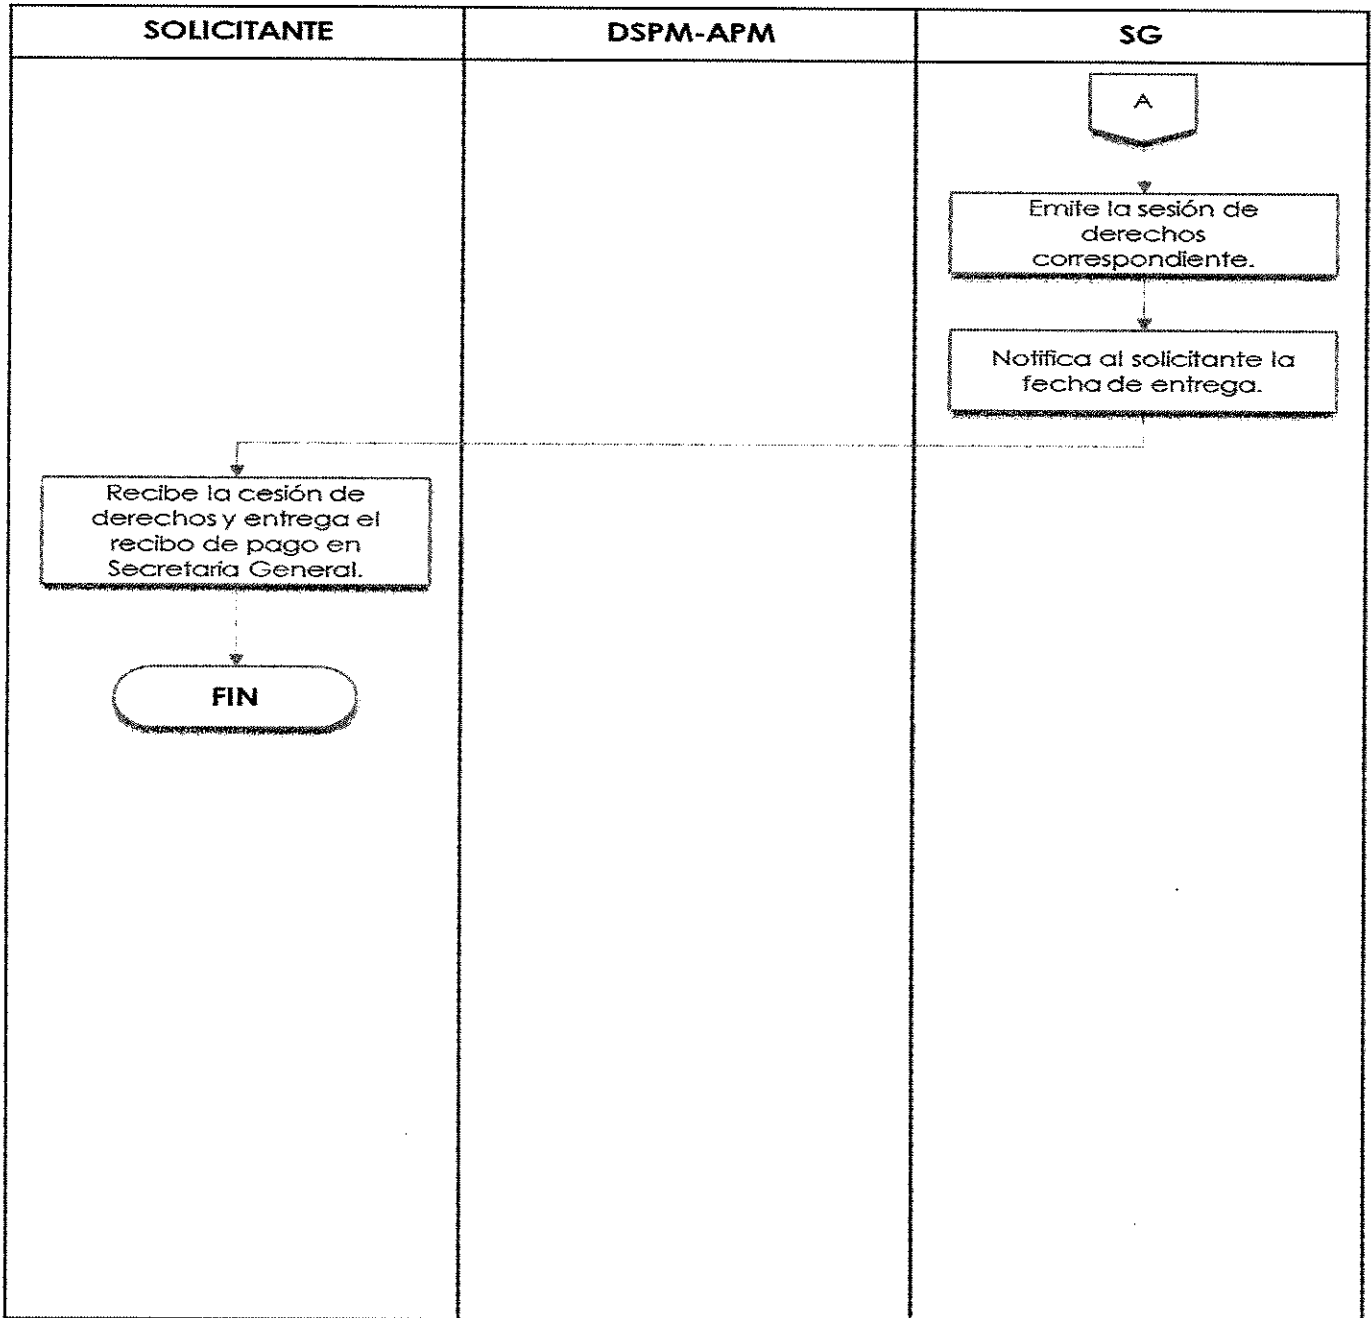 SOLICITANTE
DSPM-APM
SG
A
Emite la sesión de
derechos
correspondiente.
Notifica al solicitante la
fecha de entrega.
Recibe la cesión de
derechos y entrega el
recibo de pago en
Secretaría General.
FIN